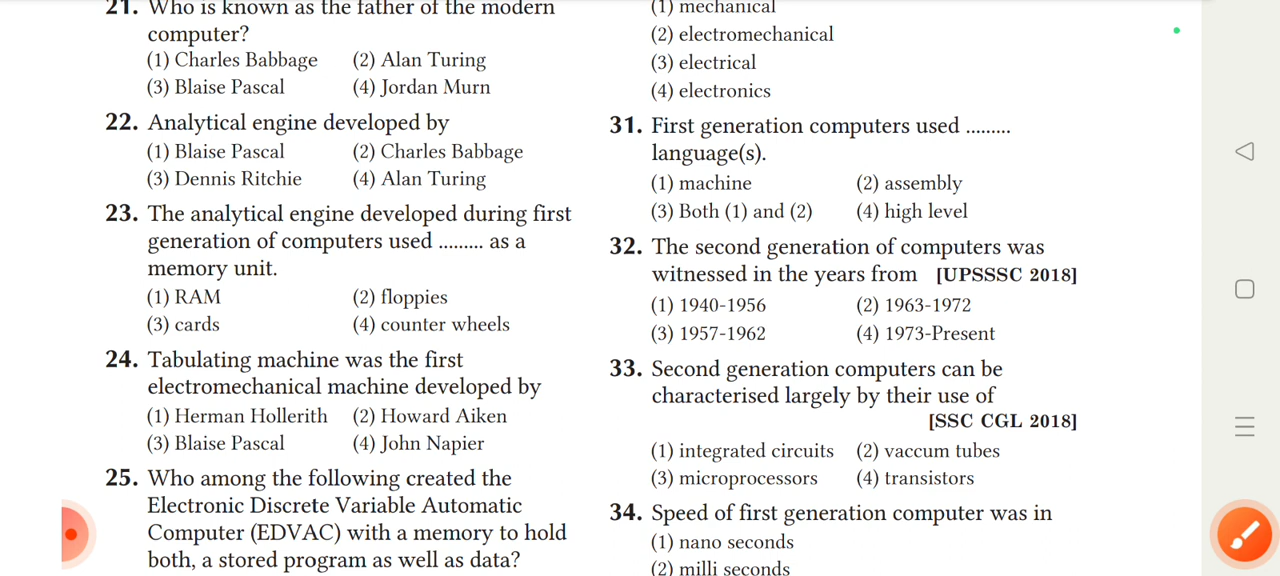 21. Who is known as the father of the modern
computer?
(1) Charles Babbage (2) Alan Turing
(3) Blaise Pascal (4) Jordan Murn
22. Analytical engine developed by
(1) Blaise Pascal (2) Charles Babbage
(3) Dennis Ritchie (4) Alan Turing
23. The analytical engine developed during first
generation of computers used ......... as a
memory unit.
(1) RAM (2) floppies
(3) cards (4) counter wheels
24. Tabulating machine was the first
electromechanical machine developed by
(1) Herman Hollerith (2) Howard Aiken
(3) Blaise Pascal (4) John Napier
25. Who among the following created the
Electronic Discrete Variable Automatic
Computer (EDVAC) with a memory to hold
both, a stored program as well as data?
(1) mechanical
(2) electromechanical
(3) electrical
(4) electronics
31. First generation computers used .........
language(s).
(1) machine (2) assembly
(3) Both (1) and (2) (4) high level
32. The second generation of computers was
witnessed in the years from [UPSSSC 2018]
(1) 1940-1956 (2) 1963-1972
(3) 1957-1962 (4) 1973-Present
33. Second generation computers can be
characterised largely by their use of
[SSC CGL 2018]
(1) integrated circuits (2) vaccum tubes
(3) microprocessors (4) transistors
34. Speed of first generation computer was in
(1) nano seconds
(2) milli seconds